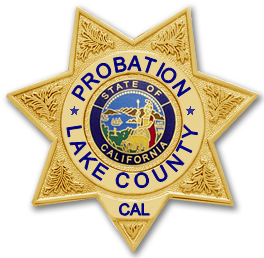 PROBATION
STATE OF
CALIFORNIA
LAKE COUNTY
CAL